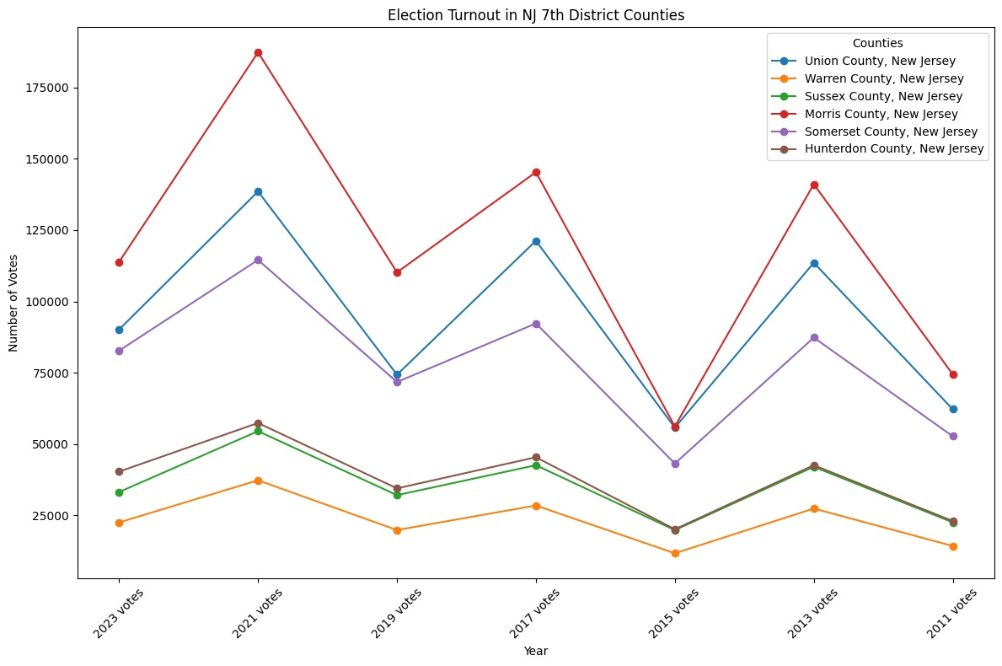 Election Turnout in NJ 7th District Counties
Counties
Union County, New Jersey
Warren County, New Jersey
Sussex County, New Jersey
Morris County, New Jersey
Somerset County, New Jersey
Hunterdon County, New Jersey
Number of Votes
175000
150000
125000
100000
75000
50000
25000
2023 votes
2021 votes
2019 votes
2017 votes
2015 votes
2013 votes
2011 votes
Year